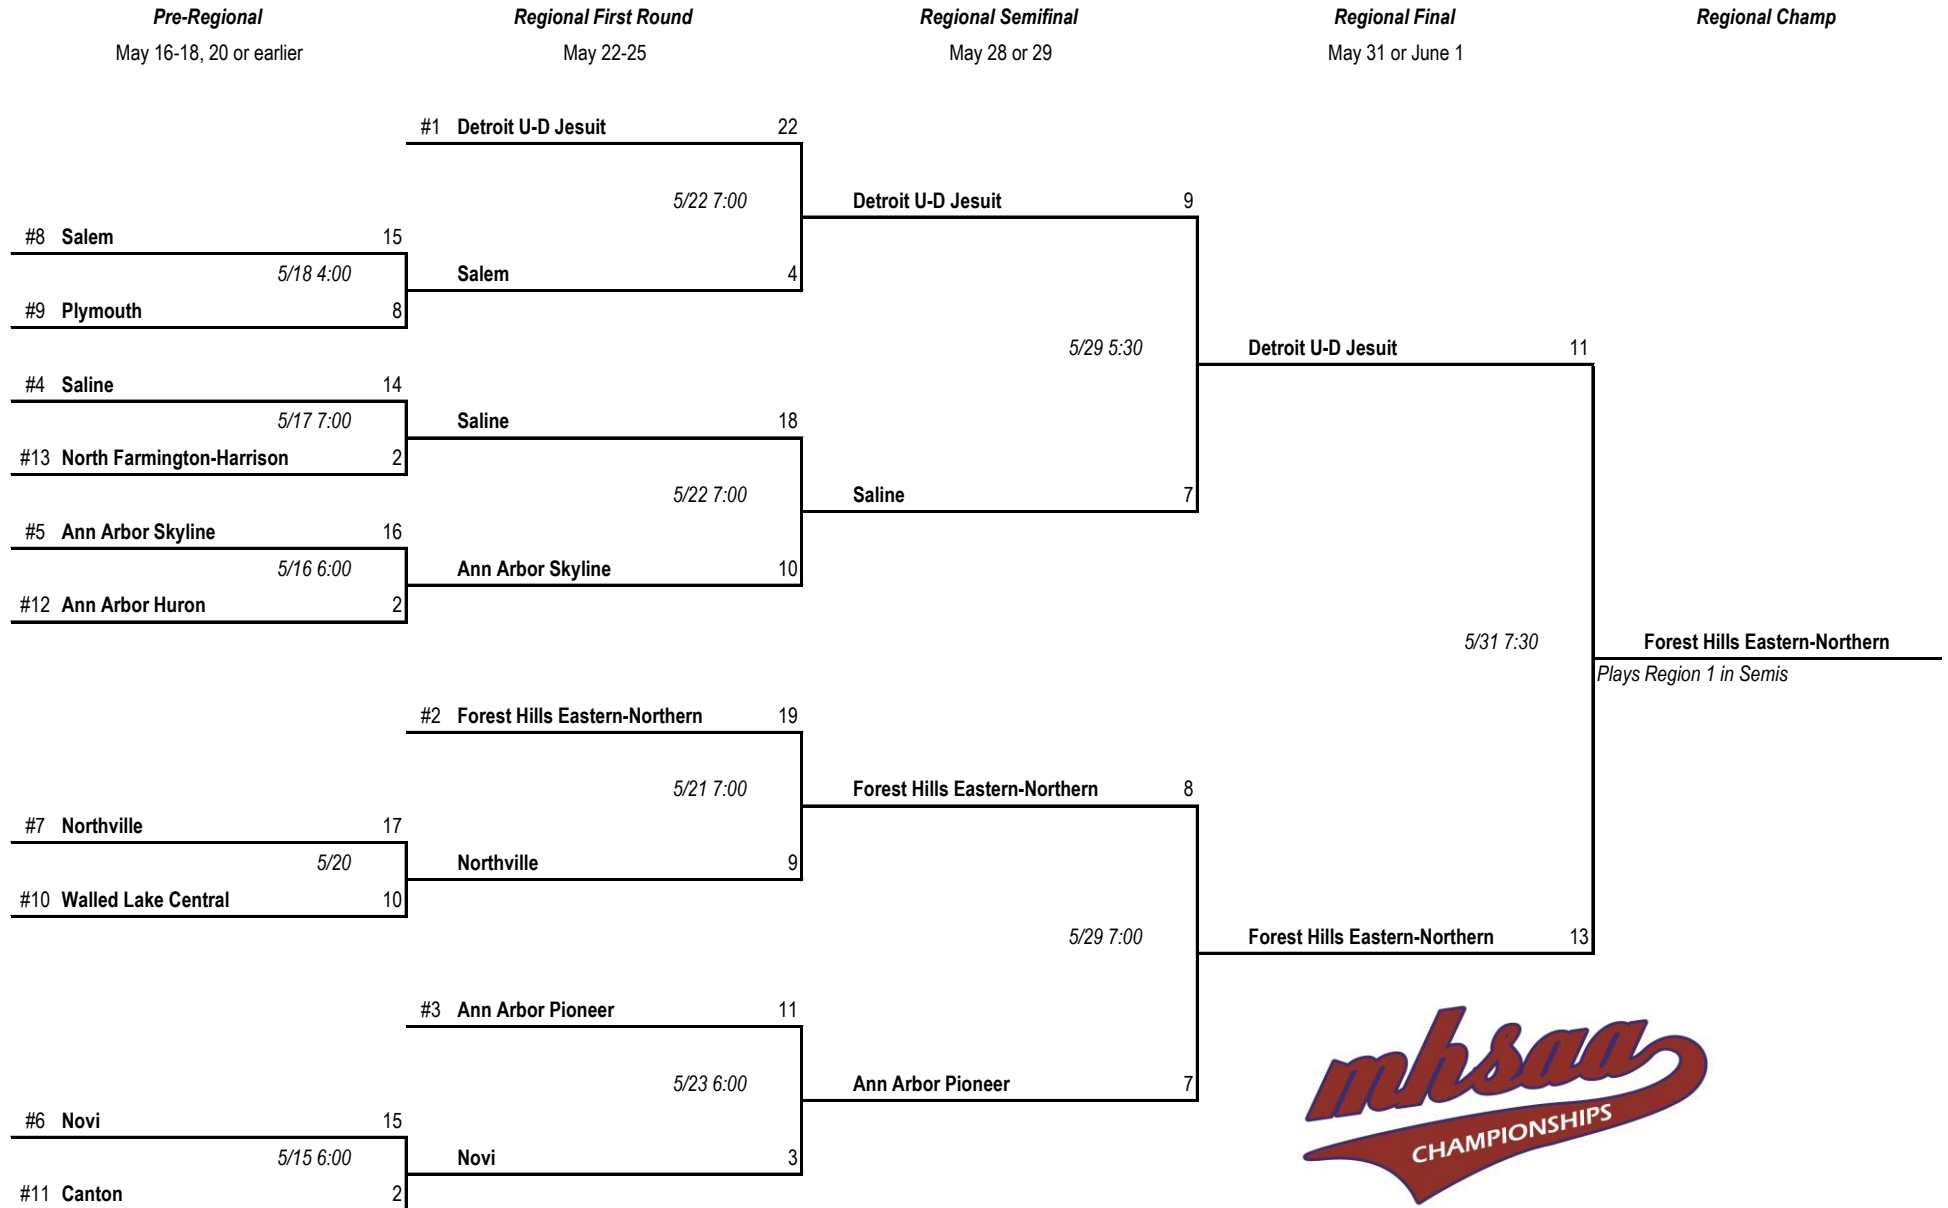 Pre-Regional Regional First Round Regional Semifinal Regional Final Regional Champ
May 16-18, 20 or earlier May 22-25 May 28 or 29 May 31 or June 1
#1 Detroit U-D Jesuit 22
5/22 7:00 Detroit U-D Jesuit 9
#8 Salem 15
5/18 4:00 Salem 4
#9 Plymouth 8
5/29 5:30 Detroit U-D Jesuit 11
#4 Saline 14
5/17 7:00 Saline 18
#13 North Farmington-Harrison 2
5/22 7:00 Saline 7
#5 Ann Arbor Skyline 16
5/16 6:00 Ann Arbor Skyline 10
#12 Ann Arbor Huron 2
5/31 7:30 Forest Hills Eastern-Northern
Plays Region 1 in Semis
#2 Forest Hills Eastern-Northern 19
5/21 7:00 Forest Hills Eastern-Northern 8
#7 Northville 17
5/20 Northville 9
#10 Walled Lake Central 10
5/29 7:00 Forest Hills Eastern-Northern 13
#3 Ann Arbor Pioneer 11
5/23 6:00 Ann Arbor Pioneer 7
#6 Novi 15
5/15 6:00 Novi 3
#11 Canton 2
mhsaa
CHAMPIONSHIPS